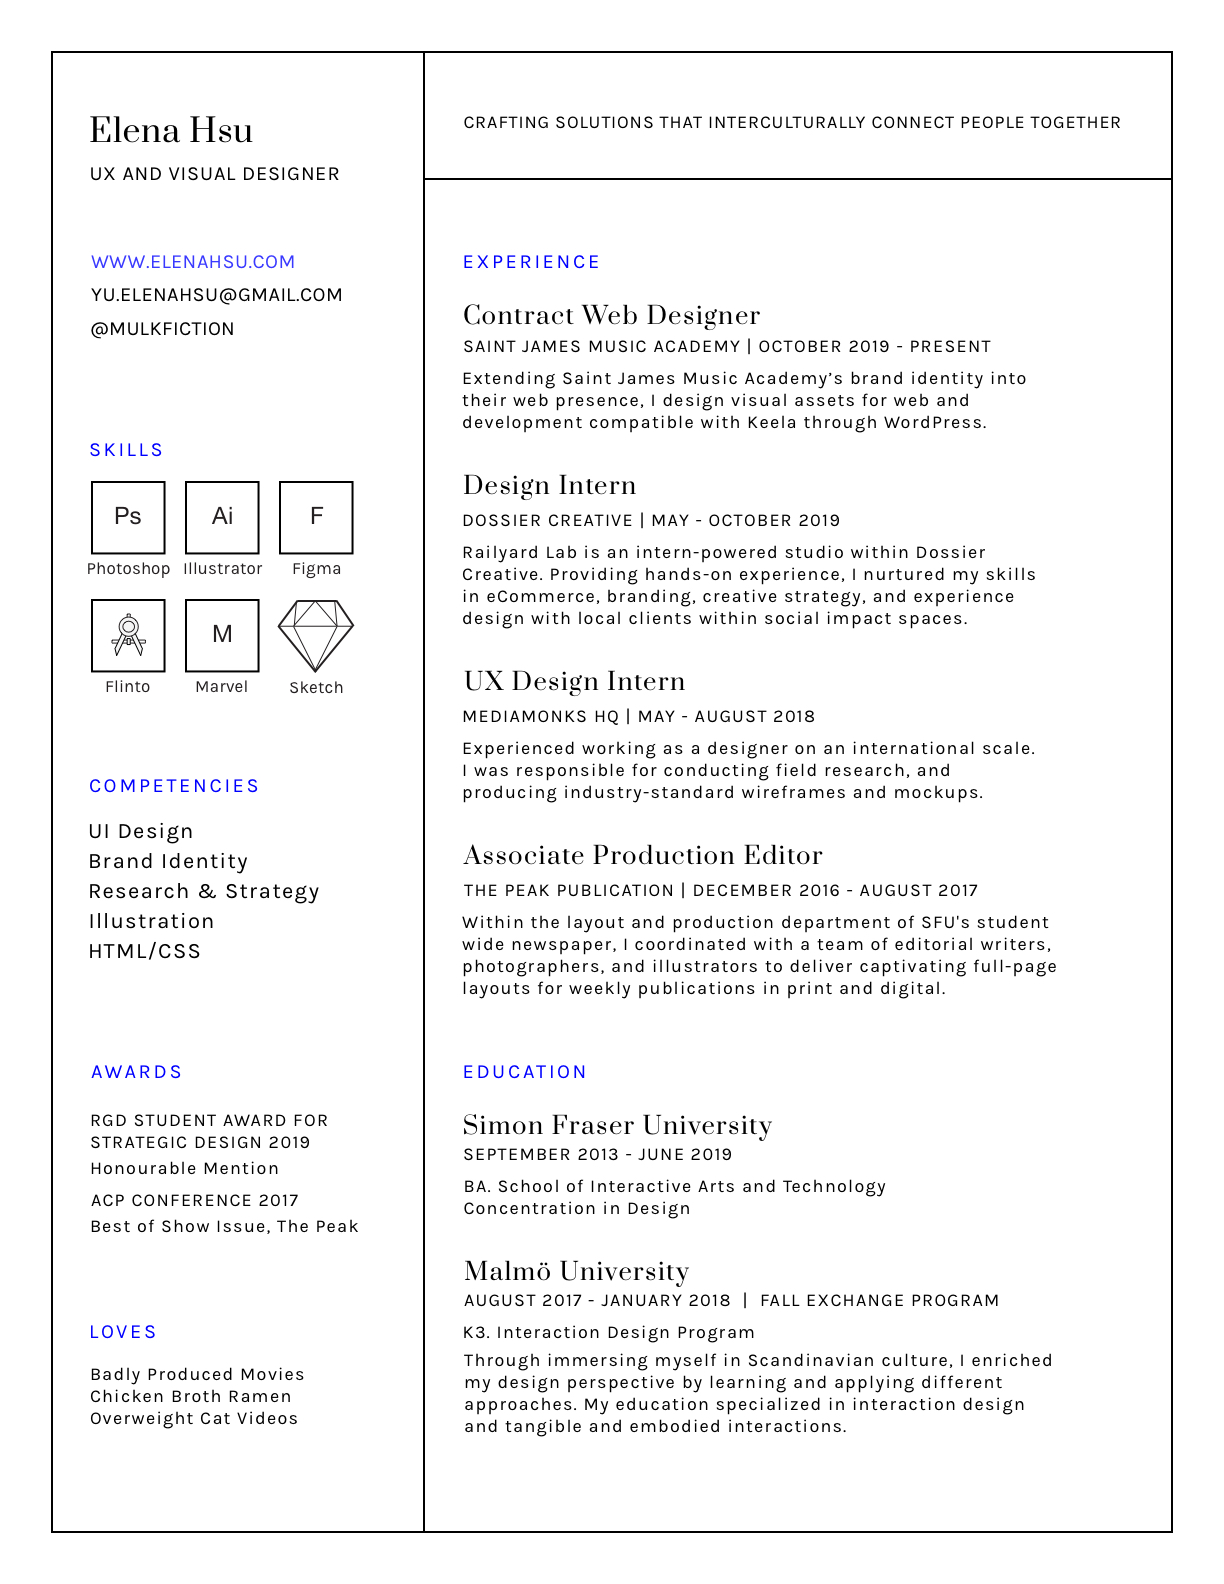 Elena Hsu
UX AND VISUAL DESIGNER
WWW.ELENAHSU.COM
YU.ELENAHSU@GMAIL.COM
@MULKFICTION
SKILLS
Ps Ai F
Photoshop Illustrator Figma
M
Flinto Marvel Sketch
COMPETENCIES
UI Design
Brand Identity
Research & Strategy
Illustration
HTML/CSS
AWARDS
RGD STUDENT AWARD FOR
STRATEGIC DESIGN 2019
Honourable Mention
ACP CONFERENCE 2017
Best of Show Issue, The Peak
LOVES
Badly Produced Movies
Chicken Broth Ramen
Overweight Cat Videos
CRAFTING SOLUTIONS THAT INTERCULTURALLY CONNECT PEOPLE TOGETHER
EXPERIENCE
Contract Web Designer
SAINT JAMES MUSIC ACADEMY | OCTOBER 2019 - PRESENT
Extending Saint James Music Academy’s brand identity into
their web presence, I design visual assets for web and
development compatible with Keela through WordPress.
Design Intern
DOSSIER CREATIVE | MAY - OCTOBER 2019
Railyard Lab is an intern-powered studio within Dossier
Creative. Providing hands-on experience, I nurtured my skills
in eCommerce, branding, creative strategy, and experience
design with local clients within social impact spaces.
UX Design Intern
MEDIAMONKS HQ | MAY - AUGUST 2018
Experienced working as a designer on an international scale.
I was responsible for conducting field research, and
producing industry-standard wireframes and mockups.
Associate Production Editor
THE PEAK PUBLICATION | DECEMBER 2016 - AUGUST 2017
Within the layout and production department of SFU's student
wide newspaper, I coordinated with a team of editorial writers,
photographers, and illustrators to deliver captivating full-page
layouts for weekly publications in print and digital.
EDUCATION
Simon Fraser University
SEPTEMBER 2013 - JUNE 2019
BA. School of Interactive Arts and Technology
Concentration in Design
Malmö University
AUGUST 2017 - JANUARY 2018 | FALL EXCHANGE PROGRAM
K3. Interaction Design Program
Through immersing myself in Scandinavian culture, I enriched
my design perspective by learning and applying different
approaches. My education specialized in interaction design
and tangible and embodied interactions.